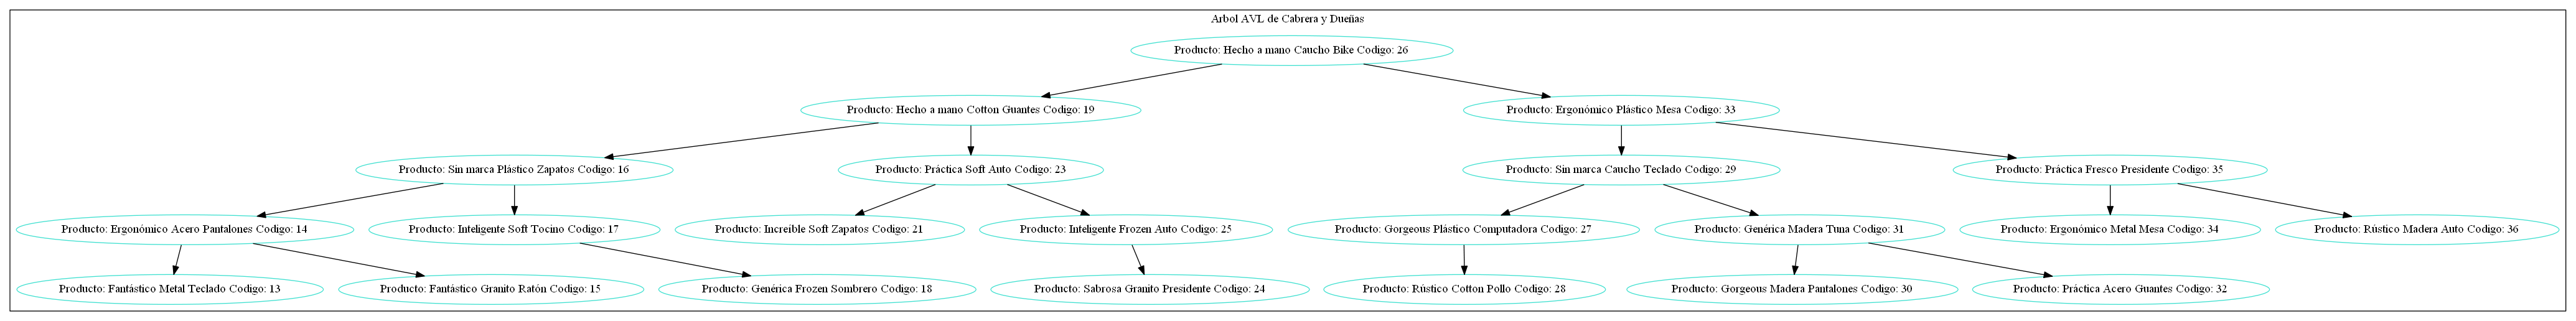 Arbol AVL de Cabrera y Dueñas
Producto: Hecho a mano Caucho Bike Codigo: 26
Producto: Hecho a mano Cotton Guantes Codigo: 19
Producto: Ergonómico Plástico Mesa Codigo: 33
Producto: Sin marca Plástico Zapatos Codigo: 16
Producto: Práctica Soft Auto Codigo: 23
Producto: Sin marca Caucho Teclado Codigo: 29
Producto: Práctica Fresco Presidente Codigo: 35
Producto: Ergonómico Acero Pantalones Codigo: 14
Producto: Inteligente Soft Tocino Codigo: 17
Producto: Increible Soft Zapatos Codigo: 21
Producto: Inteligente Frozen Auto Codigo: 25
Producto: Gorgeous Plástico Computadora Codigo: 27
Producto: Genérica Madera Tuna Codigo: 31
Producto: Ergonómico Metal Mesa Codigo: 34
Producto: Rústico Madera Auto Codigo: 36
Producto: Fantástico Metal Teclado Codigo: 13
Producto: Fantástico Granito Ratón Codigo: 15
Producto: Genérica Frozen Sombrero Codigo: 18
Producto: Sabrosa Granito Presidente Codigo: 24
Producto: Rústico Cotton Pollo Codigo: 28
Producto: Gorgeous Madera Pantalones Codigo: 30
Producto: Práctica Acero Guantes Codigo: 32